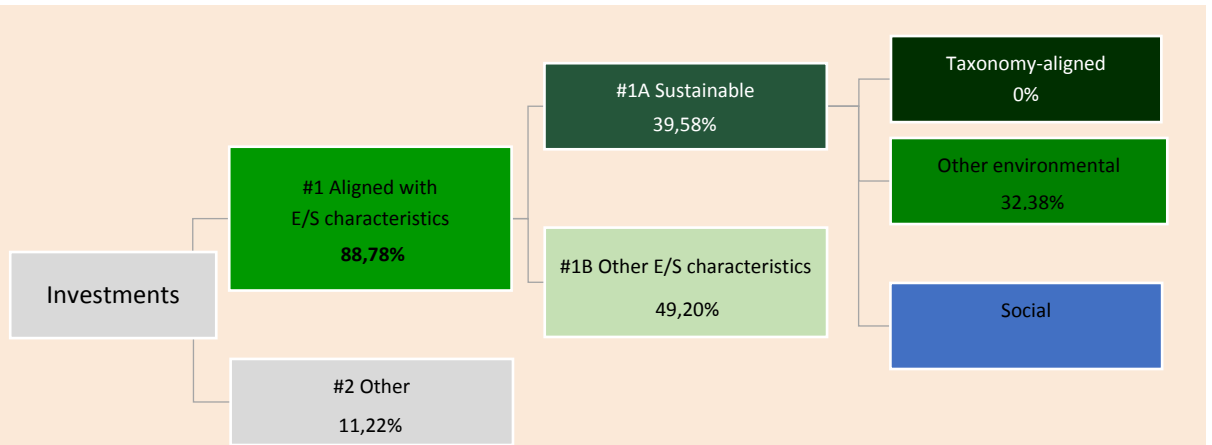 Investments
#1 Aligned with
E/S characteristics
88,78%
#2 Other
11,22%
#1A Sustainable
39,58%
#1B Other E/S characteristics
49,20%
Taxonomy-aligned
0%
Other environmental
32,38%
Social